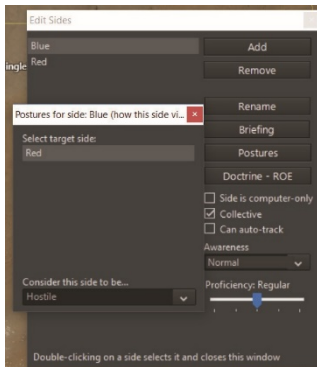 Edit Sides
Blue
Red
ingle
Add
Remove
Rename
Briefing
Postures
Doctrine - ROE
Side is computer-only
Collective
Can auto-track
Awareness
Normal
Proficiency: Regular
Postures for side: Blue (how this side vi...
Select target side:
Red
Consider this side to be...
Hostile
Double-clicking on a side selects it and closes this window